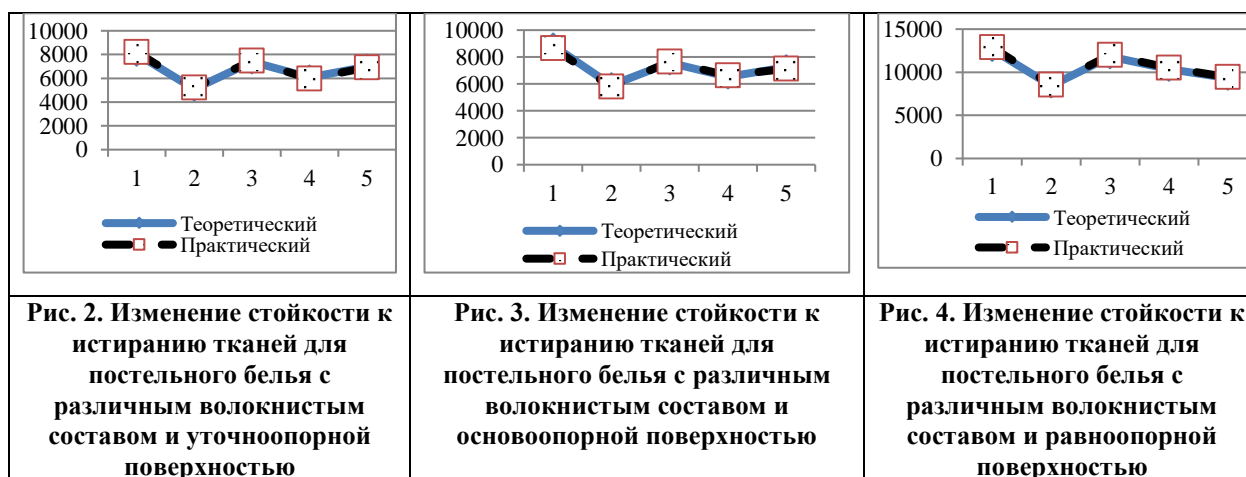 10000
8000
6000
4000
2000
0
1 2 3 4 5
Теоретический
Практический
10000
8000
6000
4000
2000
0
1 2 3 4 5
Теоретический
Практический
15000
10000
5000
0
1 2 3 4 5
Теоретический
Практический
Рис. 2. Изменение стойкости к
истиранию тканей для
постельного белья с
различным волокнистым
составом и уточноопорной
поверхностью
Рис. 3. Изменение стойкости к
истиранию тканей для
постельного белья с различным
волокнистым составом и
основоопорной поверхностью
Рис. 4. Изменение стойкости к
истиранию тканей для
постельного белья с
различным волокнистым
составом и равноопорной
поверхностью